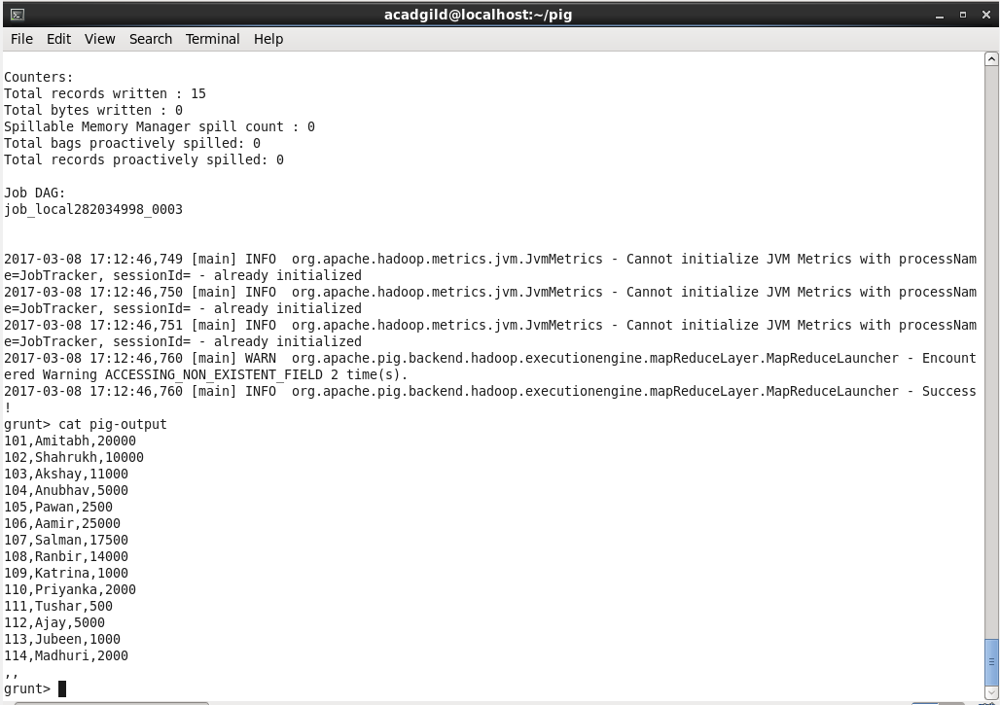 acadgild@localhost:~/pig
File Edit View Search Terminal Help
Counters:
Total records written : 15
Total bytes written : 0
Spillable Memory Manager spill count : 0
Total bags proactively spilled: 0
Total records proactively spilled: 0
Job DAG:
job_local282034998_0003
2017-03-08 17:12:46,749 [main] INFO  org.apache.hadoop.metrics.jvm.JvmMetrics - Cannot initialize JVM Metrics with processNam
e=JobTracker, sessionId= - already initialized
2017-03-08 17:12:46,750 [main] INFO  org.apache.hadoop.metrics.jvm.JvmMetrics - Cannot initialize JVM Metrics with processNam
e=JobTracker, sessionId= - already initialized
2017-03-08 17:12:46,751 [main] INFO  org.apache.hadoop.metrics.jvm.JvmMetrics - Cannot initialize JVM Metrics with processNam
e=JobTracker, sessionId= - already initialized
2017-03-08 17:12:46,760 [main] WARN  org.apache.pig.backend.hadoop.executionengine.mapReduceLayer.MapReduceLauncher - Encount
ered Warning ACCESSING_NON_EXISTENT_FIELD 2 time(s).
2017-03-08 17:12:46,760 [main] INFO  org.apache.pig.backend.hadoop.executionengine.mapReduceLayer.MapReduceLauncher - Success
!
grunt> cat pig-output
101,Amitabh,20000
102,Shahrukh,10000
103,Akshay,11000
104,Anubhav,5000
105,Pawan,2500
106,Aamir,25000
107,Salman,17500
108,Ranbir,14000
109,Katrina,1000
110,Priyanka,2000
111,Tushar,500
112,Ajay,5000
113,Jubeen,1000
114,Madhuri,2000
,,
grunt>